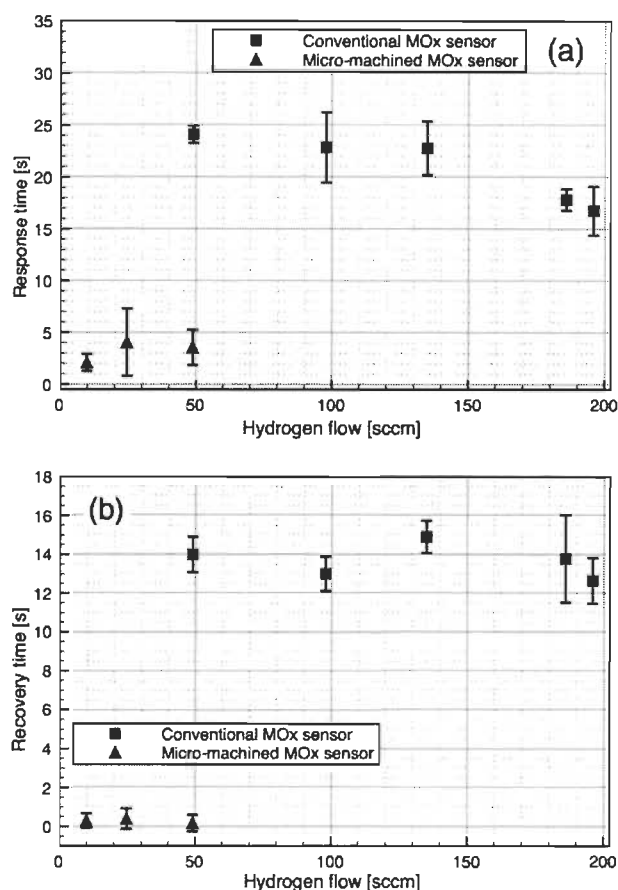 35
30
25
20
15
10
5
0
Response time [s]
Conventional MOx sensor
Micro-machined MOx sensor
(a)
0 50 100 150 200
Hydrogen flow [sccm]
18
16
14
12
10
8
6
4
2
0
Recovery time [s]
(b)
Conventional MOx sensor
Micro-machined MOx sensor
0 50 100 150 200
Hydrogen flow [sccm]